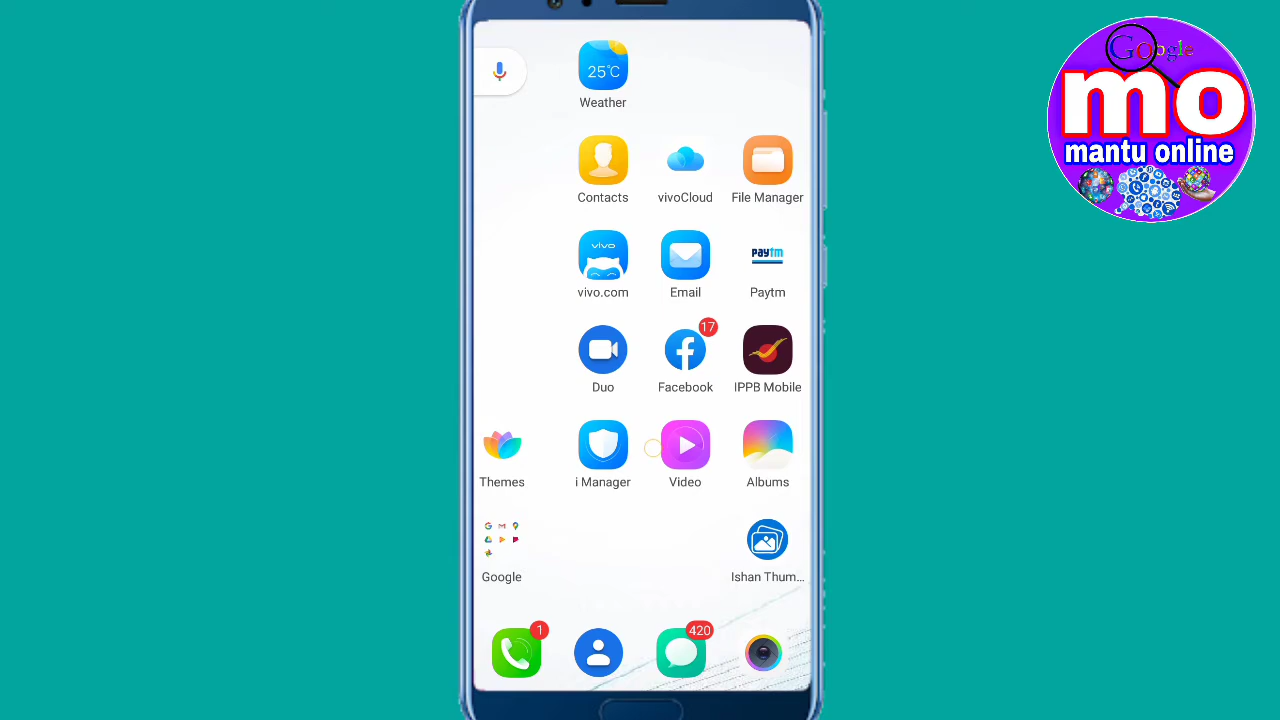 Google
mo
mantu online
25°C
Weather
Contacts
vivoCloud
File Manager
vivo
vivo.com
Email
paytm
Paytm
17
Duo
Facebook
IPPB Mobile
Themes
i Manager
Video
Albums
Google
Ishan Thum...
1
420